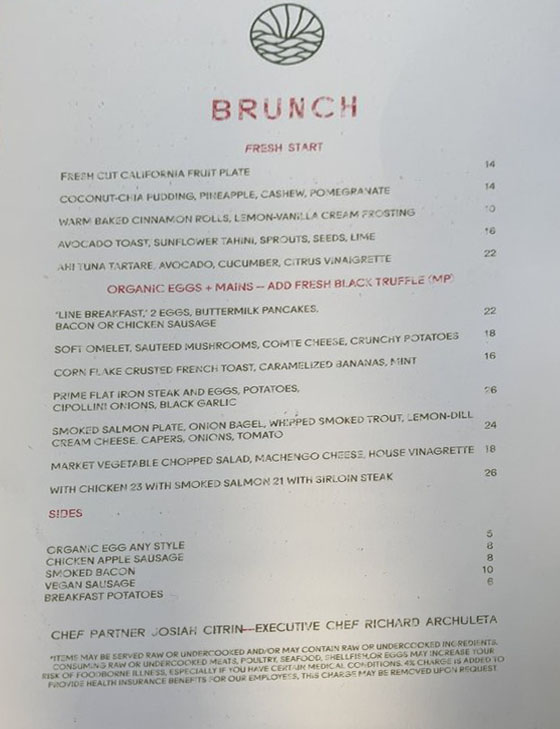 BRUNCH
FRESH START
FRESH CUT CALIFORNIA FRUIT PLATE 14
COCONUT-CHIA PUDDING, PINEAPPLE, CASHEW, POMEGRANATE 14
WARM BAKED CINNAMON ROLLS, LEMON-VANILLA CREAM FROSTING 10
AVOCADO TOAST, SUNFLOWER TAHINI, SPROUTS, SEEDS, LIME 16
AHI TUNA TARTARE, AVOCADO, CUCUMBER, CITRUS VINAIGRETTE 22
ORGANIC EGGS + MAINS — ADD FRESH BLACK TRUFFLE (MP)
"LINE BREAKFAST," 2 EGGS, BUTTERMILK PANCAKES, 22
BACON OR CHICKEN SAUSAGE
SOFT OMELET, SAUTEED MUSHROOMS, COMTE CHEESE, CRUNCHY POTATOES 18
CORN FLAKE CRUSTED FRENCH TOAST, CARAMELIZED BANANAS, MINT 16
PRIME FLAT IRON STEAK AND EGGS, POTATOES, 26
CIPOLLINI ONIONS, BLACK GARLIC
SMOKED SALMON PLATE, ONION BAGEL, WHIPPED SMOKED TROUT, LEMON-DILL 24
CREAM CHEESE, CAPERS, ONIONS, TOMATO
MARKET VEGETABLE CHOPPED SALAD, MACHENGO CHEESE, HOUSE VINAGRETTE 18
WITH CHICKEN 23 WITH SMOKED SALMON 21 WITH SIRLOIN STEAK 26
SIDES
ORGANIC EGG ANY STYLE 5
CHICKEN APPLE SAUSAGE 8
SMOKED BACON 8
VEGAN SAUSAGE 10
BREAKFAST POTATOES 6
CHEF PARTNER JOSIAH CITRIN—EXECUTIVE CHEF RICHARD ARCHULETA
*ITEMS MAY BE SERVED RAW OR UNDERCOOKED AND/OR MAY CONTAIN RAW OR UNDERCOOKED INGREDIENTS.
CONSUMING RAW OR UNDERCOOKED MEATS, POULTRY, SEAFOOD, SHELLFISH,OR EGGS MAY INCREASE YOUR
RISK OF FOODBORNE ILLNESS, ESPECIALLY IF YOU HAVE CERTAIN MEDICAL CONDITIONS. 4% CHARGE IS ADDED TO
PROVIDE HEALTH INSURANCE BENEFITS FOR OUR EMPLOYEES, THIS CHARGE MAY BE REMOVED UPON REQUEST.